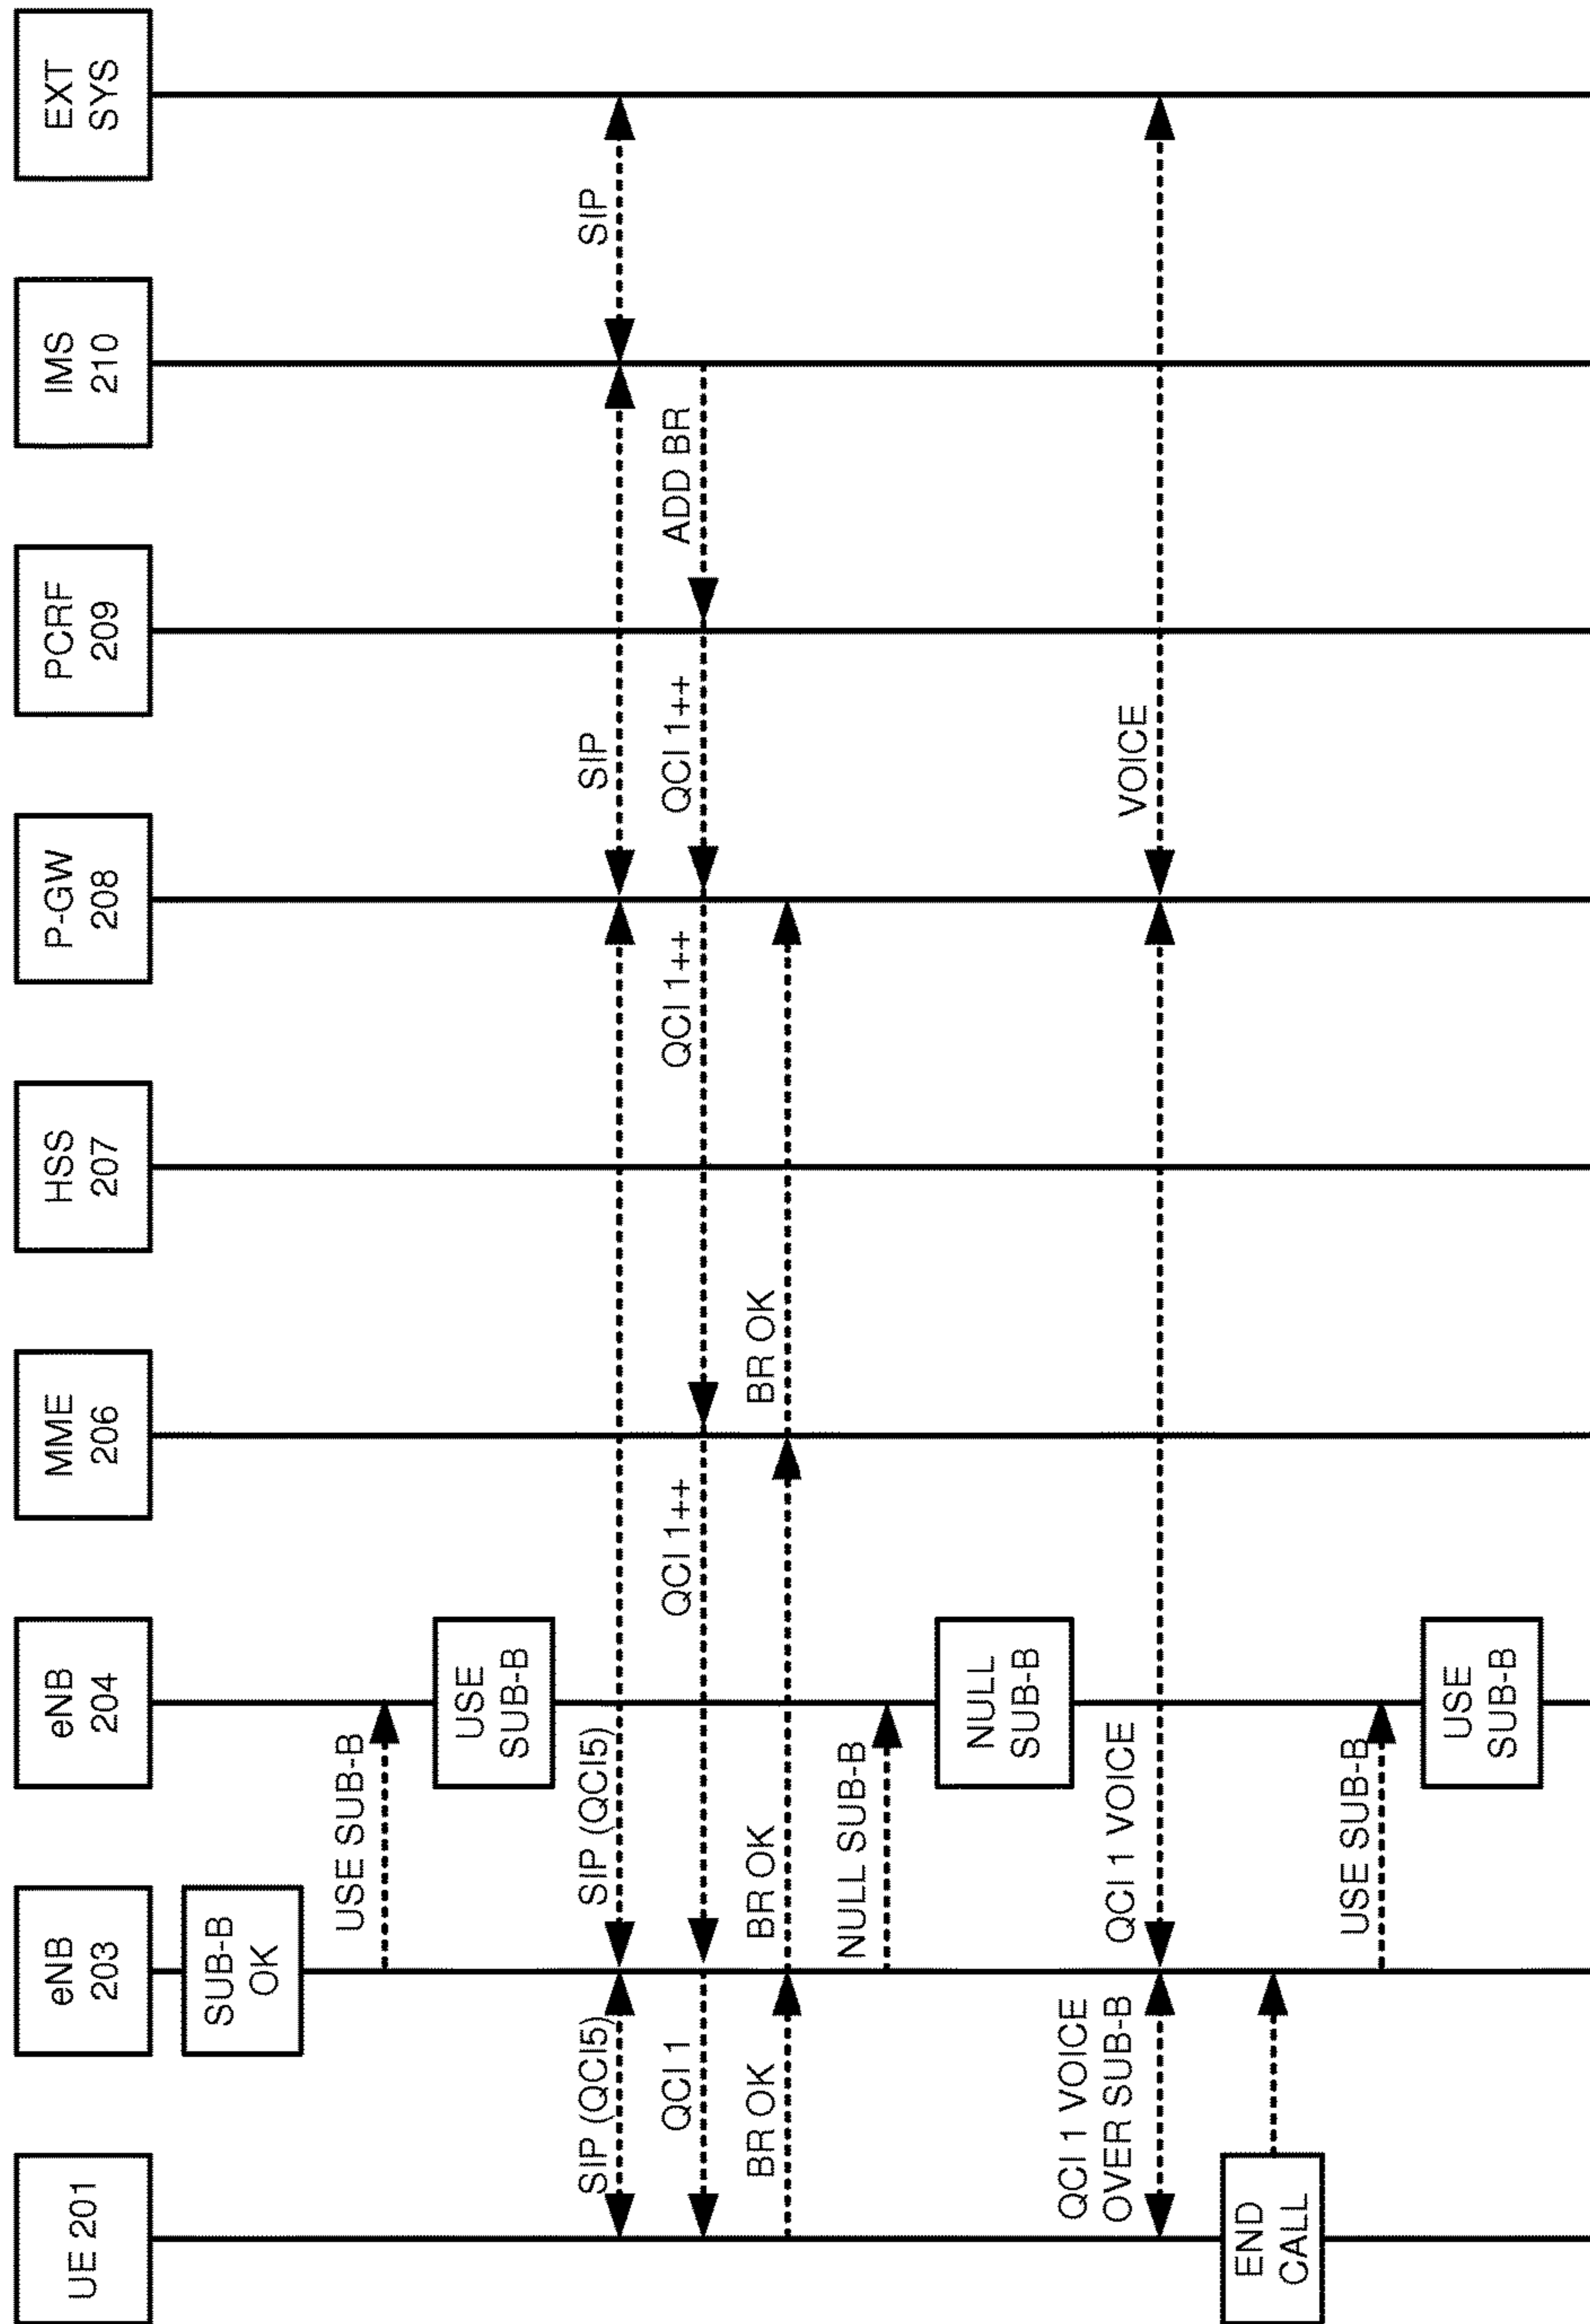 UE 201
eNB
203
eNB
204
MME
206
HSS
207
P-GW
208
PCRF
209
IMS
210
EXT
SYS
SUB-B
OK
USE SUB-B
USE
SUB-B
SIP (QCI5)
SIP (QCI5)
SIP
SIP
QCI 1
QCI 1++
QCI 1++
QCI 1++
ADD BR
BR OK
BR OK
BR OK
NULL SUB-B
NULL
SUB-B
QCI 1 VOICE
OVER SUB-B
QCI 1 VOICE
VOICE
END
CALL
USE SUB-B
USE
SUB-B